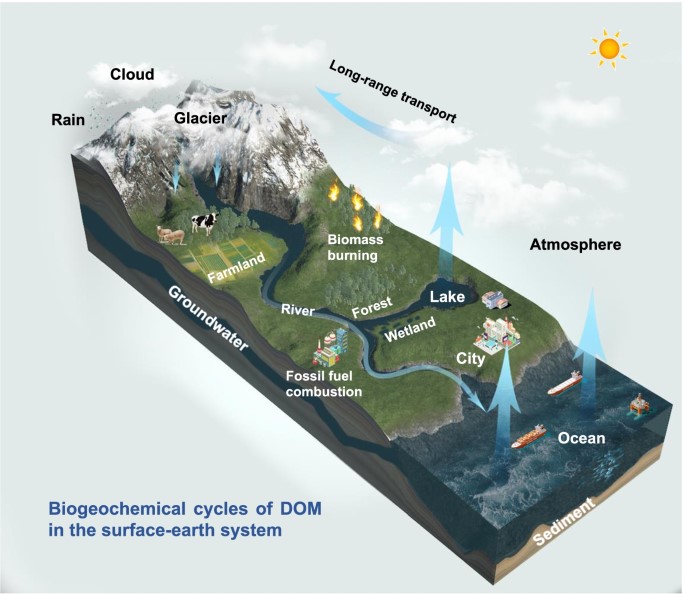 Cloud
Long-range transport
Rain
Glacier
Biomass
burning
Atmosphere
Farmland
Groundwater
River
Forest
Lake
Wetland
City
Fossil fuel
combustion
Ocean
Sediment
Biogeochemical cycles of DOM
in the surface-earth system